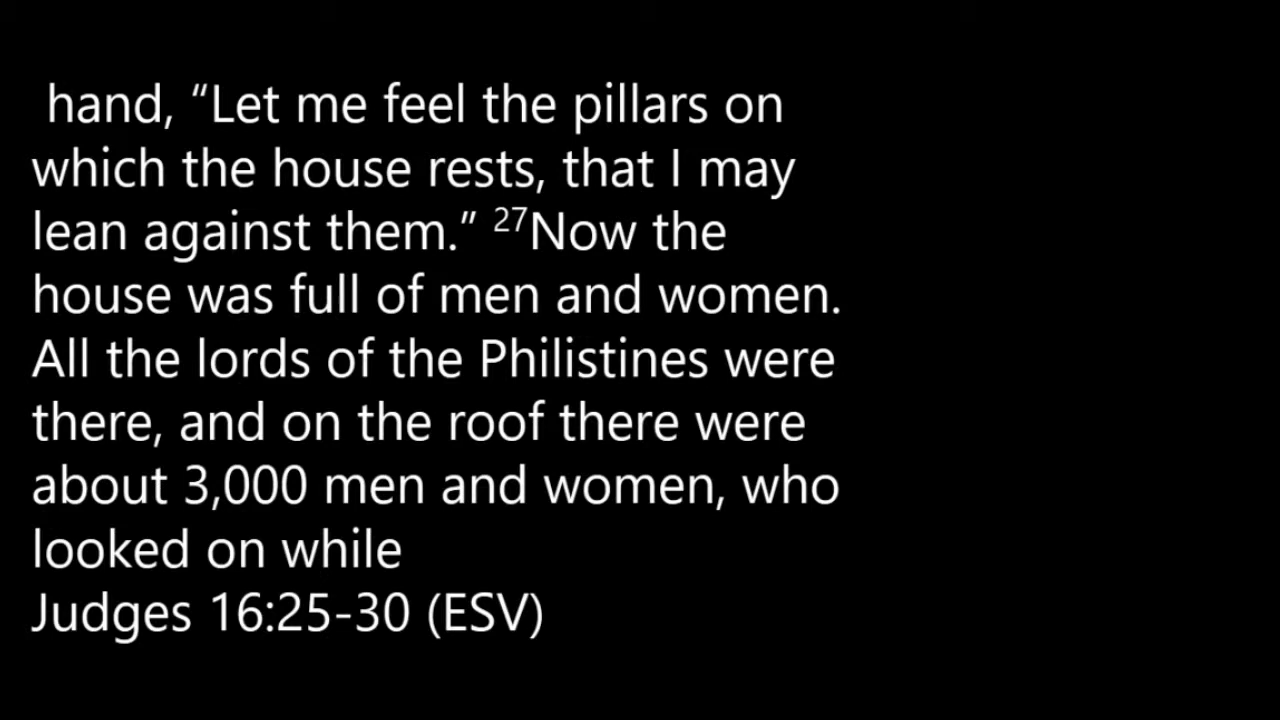 hand, “Let me feel the pillars on
which the house rests, that I may
lean against them.” ²⁷Now the
house was full of men and women.
All the lords of the Philistines were
there, and on the roof there were
about 3,000 men and women, who
looked on while
Judges 16:25-30 (ESV)